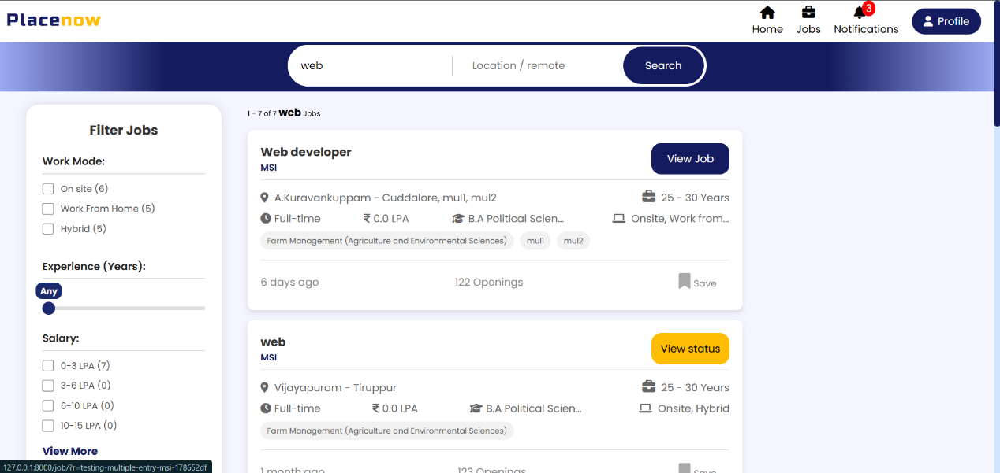 Placenow
3
Home
Jobs
Notifications
Profile
web
Location / remote
Search
Filter Jobs
Work Mode:
On site (6)
Work From Home (5)
Hybrid (5)
Experience (Years):
Any
Salary:
0-3 LPA (7)
3-6 LPA (0)
6-10 LPA (0)
10-15 LPA (0)
View More
127.0.0.1:8000/job/?r=testing-multiple-entry-msi-178652df
1 - 7 of 7 web Jobs
Web developer
MSI
View Job
A.Kuravankuppam - Cuddalore, mul1, mul2
25 - 30 Years
Full-time
₹ 0.0 LPA
B.A Political Scien...
Onsite, Work from...
Farm Management (Agriculture and Environmental Sciences)
mul1
mul2
6 days ago
122 Openings
Save
web
MSI
View status
Vijayapuram - Tiruppur
25 - 30 Years
Full-time
₹ 0.0 LPA
B.A Political Scien...
Onsite, Hybrid
Farm Management (Agriculture and Environmental Sciences)
1 month ago
123 Openings
Save